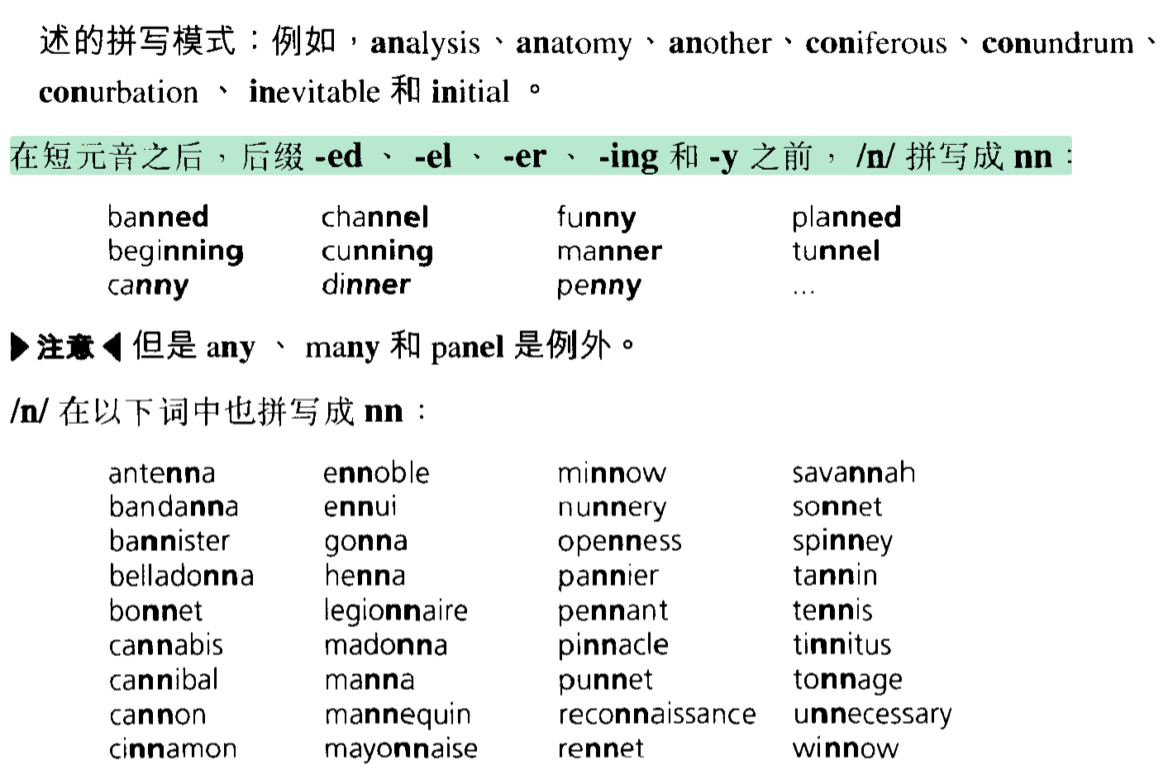 述的拼写模式：例如，analysis、anatomy、another、coniferous、conundrum、
conurbation 、 inevitable 和 initial 。
在短元音之后，后缀 -ed 、 -el 、 -er 、 -ing 和 -y 之前， /n/ 拼写成 nn：
banned channel funny planned
beginning cunning manner tunnel
canny dinner penny ...
▶注意◀ 但是 any 、 many 和 panel 是例外。
/n/ 在以下词中也拼写成 nn：
antenna ennoble minnow savannah
bandanna ennui nunnery sonnet
bannister gonna openness spinney
belladonna henna pannier tannin
bonnet legionnaire pennant tennis
cannabis madonna pinnacle tinnitus
cannibal manna punnet tonnage
cannon mannequin reconnaissance unnecessary
cinnamon mayonnaise rennet winnow